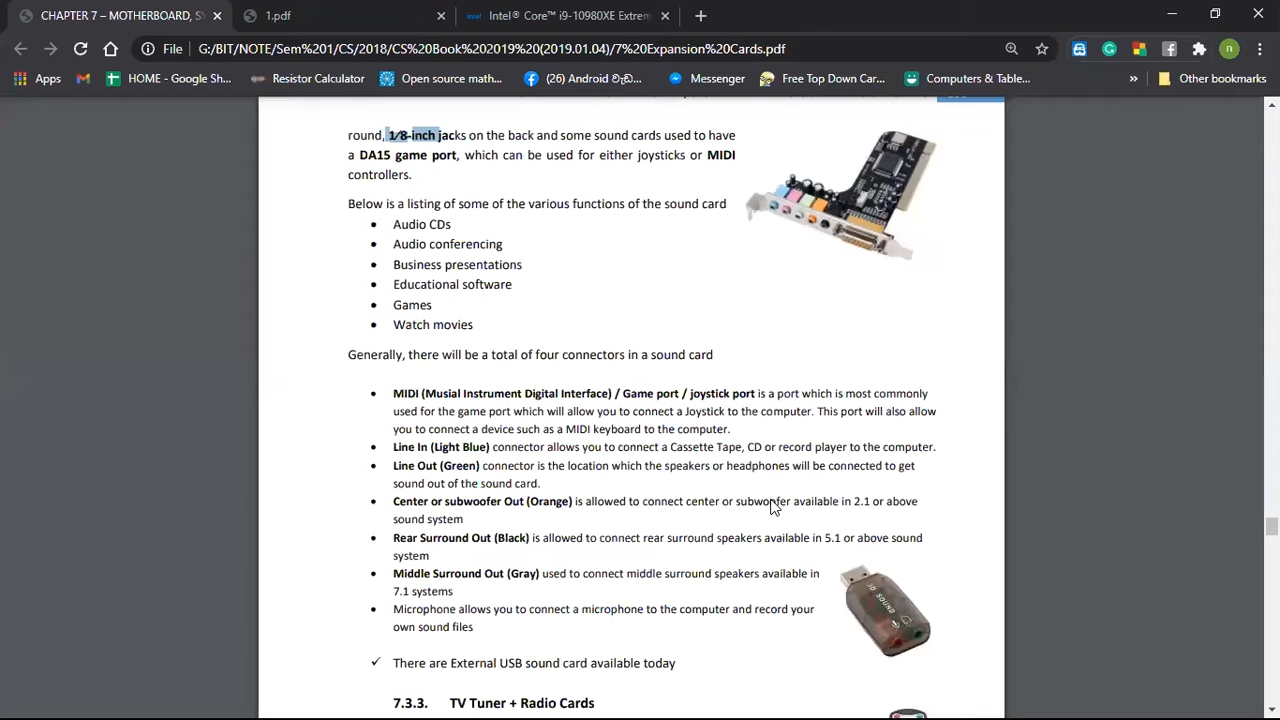 CHAPTER 7 – MOTHERBOARD, S
1.pdf
Intel® Core™ i9-10980XE Extrem
File
G:/BIT/NOTE/Sem%201/CS/2018/CS%20Book%202019%20(2019.01.04)/7%20Expansion%20Cards.pdf
n
Apps
HOME - Google Sh...
Resistor Calculator
Open source math...
Messenger
Free Top Down Car...
Computers & Table...
»
Other bookmarks
round, 1⁄8-inch jacks on the back and some sound cards used to have
a DA15 game port, which can be used for either joysticks or MIDI
controllers.
Below is a listing of some of the various functions of the sound card
• Audio CDs
• Audio conferencing
• Business presentations
• Educational software
• Games
• Watch movies
Generally, there will be a total of four connectors in a sound card
• MIDI (Musial Instrument Digital Interface) / Game port / joystick port is a port which is most commonly
used for the game port which will allow you to connect a Joystick to the computer. This port will also allow
you to connect a device such as a MIDI keyboard to the computer.
• Line In (Light Blue) connector allows you to connect a Cassette Tape, CD or record player to the computer.
• Line Out (Green) connector is the location which the speakers or headphones will be connected to get
sound out of the sound card.
• Center or subwoofer Out (Orange) is allowed to connect center or subwoofer available in 2.1 or above
sound system
• Rear Surround Out (Black) is allowed to connect rear surround speakers available in 5.1 or above sound
system
• Middle Surround Out (Gray) used to connect middle surround speakers available in
7.1 systems
• Microphone allows you to connect a microphone to the computer and record your
own sound files
SOUND
✓ There are External USB sound card available today
7.3.3. TV Tuner + Radio Cards